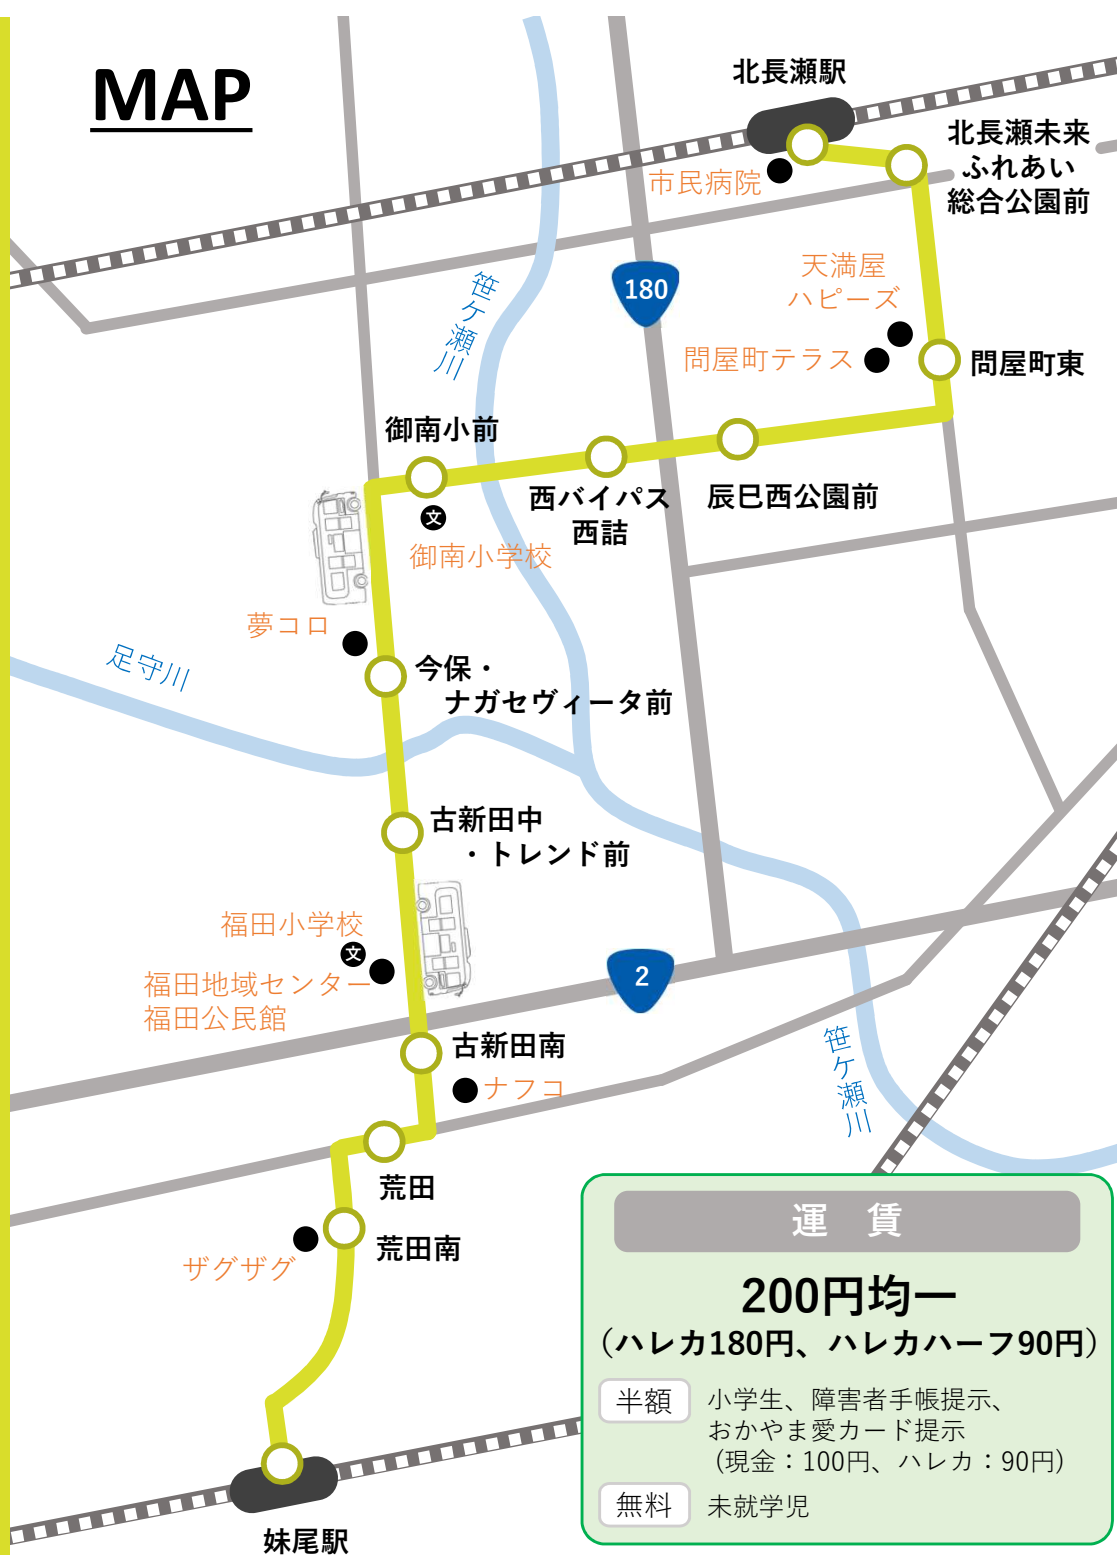 MAP
北長瀬駅
北長瀬未来
ふれあい
総合公園前
市民病院
天満屋
ハピーズ
180
笹ケ瀬川
問屋町テラス
問屋町東
御南小前
西バイパス
西詰
辰巳西公園前
文
御南小学校
夢コロ
足守川
今保・
ナガセヴィータ前
古新田中
・トレンド前
福田小学校
文
福田地域センター
福田公民館
2
古新田南
ナフコ
笹ケ瀬川
荒田
荒田南
ザグザグ
妹尾駅
運 賃
200円均一
（ハレカ180円、ハレカハーフ90円）
半額 小学生、障害者手帳提示、
おかやま愛カード提示
（現金：100円、ハレカ：90円）
無料 未就学児